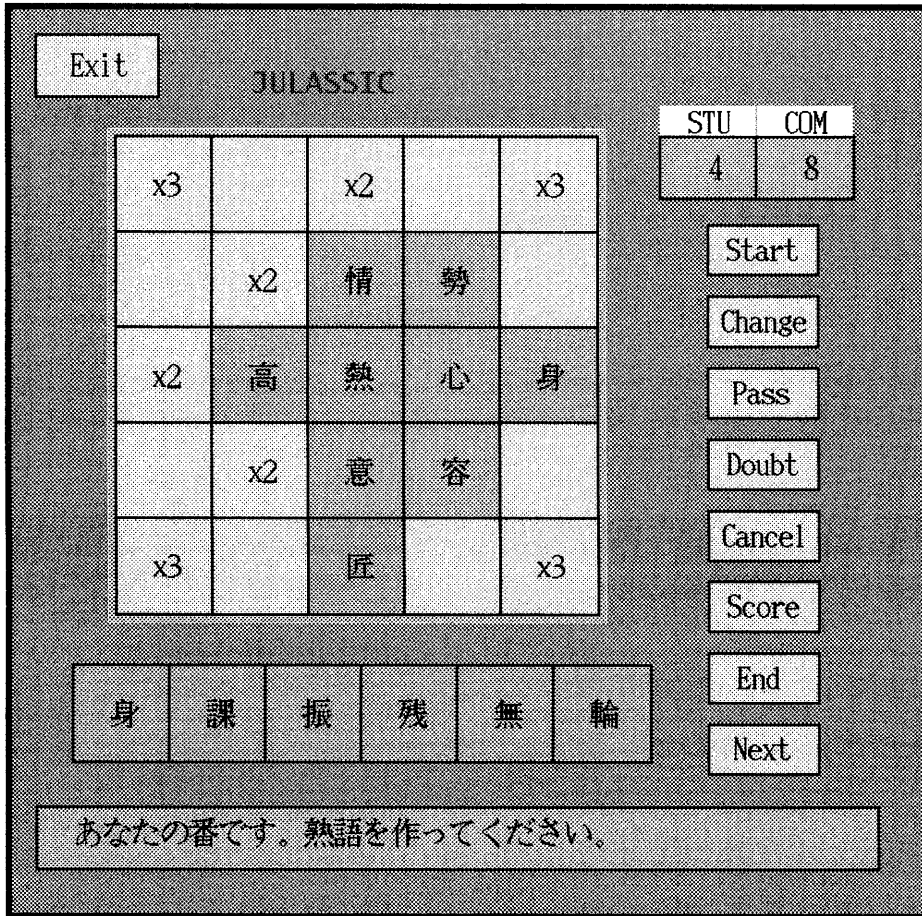 Exit
JULASSIC
STU COM
4 8
x3 x2 x3
x2 情 勢
x2 高 熱 心 身
x2 意 容
x3 匠 x3
Start
Change
Pass
Doubt
Cancel
Score
End
Next
身 課 振 残 無 輪
あなたの番です。熟語を作ってください。